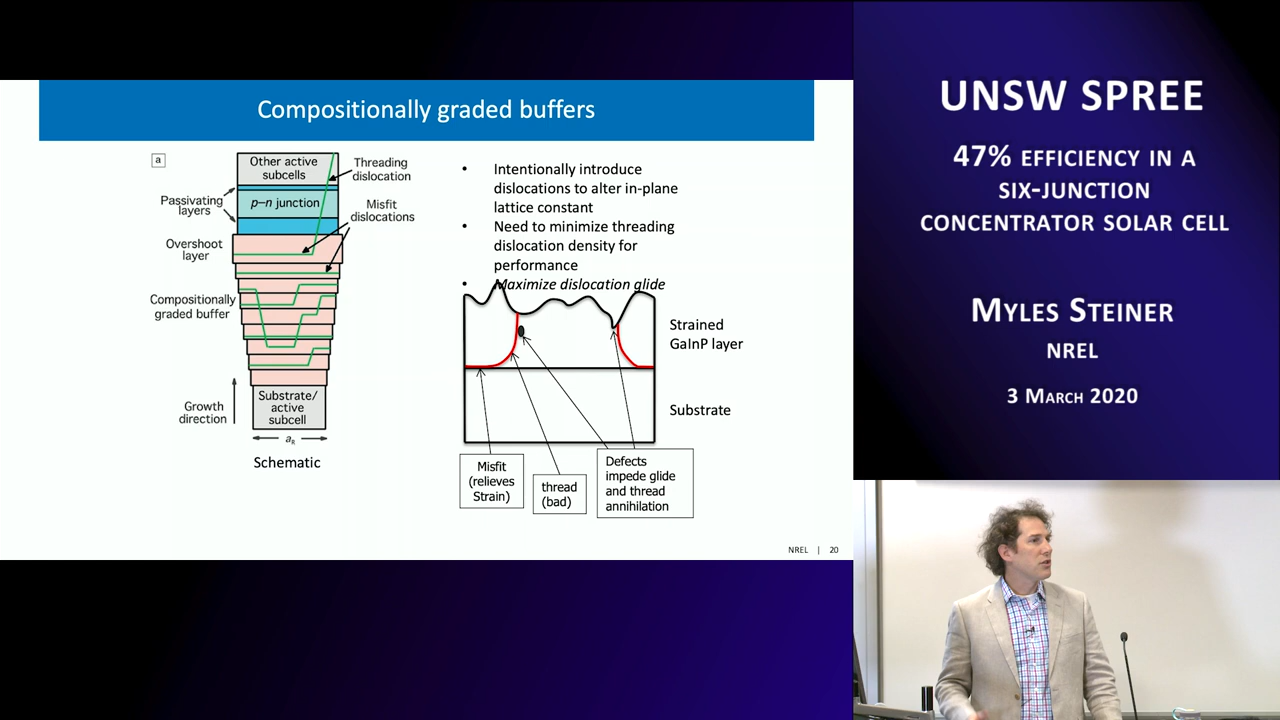 Compositionally graded buffers
a
Other active
subcells
Threading
dislocation
Passivating
layers
p–n junction
Misfit
dislocations
Overshoot
layer
Compositionally
graded buffer
Growth
direction
Substrate/
active
subcell
aR
Schematic
• Intentionally introduce
dislocations to alter in-plane
lattice constant
• Need to minimize threading
dislocation density for
performance
• Maximize dislocation glide
Strained
GaInP layer
Substrate
Misfit
(relieves
Strain)
thread
(bad)
Defects
impede glide
and thread
annihilation
NREL | 20
UNSW SPREE
47% EFFICIENCY IN A
SIX-JUNCTION
CONCENTRATOR SOLAR CELL
MYLES STEINER
NREL
3 MARCH 2020